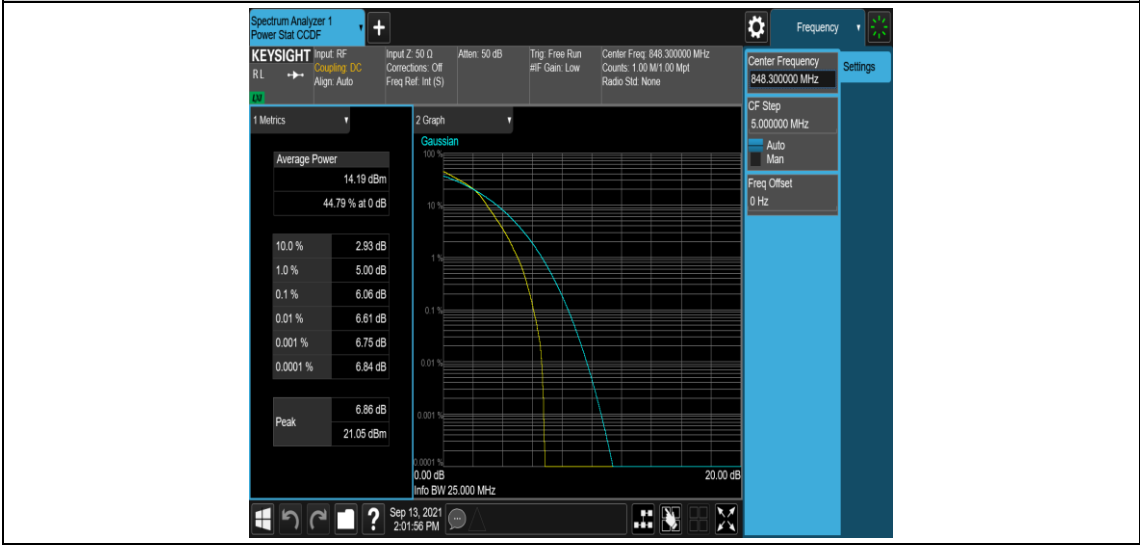 Spectrum Analyzer 1
Power Stat CCDF
+
Frequency
KEYSIGHT
Input: RF
Coupling: DC
Align: Auto
RL
LM
Input Z: 50 Ω
Corrections: Off
Freq Ref: Int (S)
Atten: 50 dB
Trig: Free Run
#IF Gain: Low
Center Freq: 848.300000 MHz
Counts: 1.00 M/1.00 Mpt
Radio Std: None
Center Frequency
848.300000 MHz
Settings
CF Step
5.000000 MHz
Auto
Man
Freq Offset
0 Hz
1 Metrics
Average Power
14.19 dBm
44.79 % at 0 dB
10.0 % 2.93 dB
1.0 % 5.00 dB
0.1 % 6.06 dB
0.01 % 6.61 dB
0.001 % 6.75 dB
0.0001 % 6.84 dB
Peak
6.86 dB
21.05 dBm
2 Graph
Gaussian
100 %
10 %
1 %
0.1 %
0.01 %
0.001 %
0.0001 %
0.00 dB
20.00 dB
Info BW 25.000 MHz
?
Sep 13, 2021
2:01:56 PM